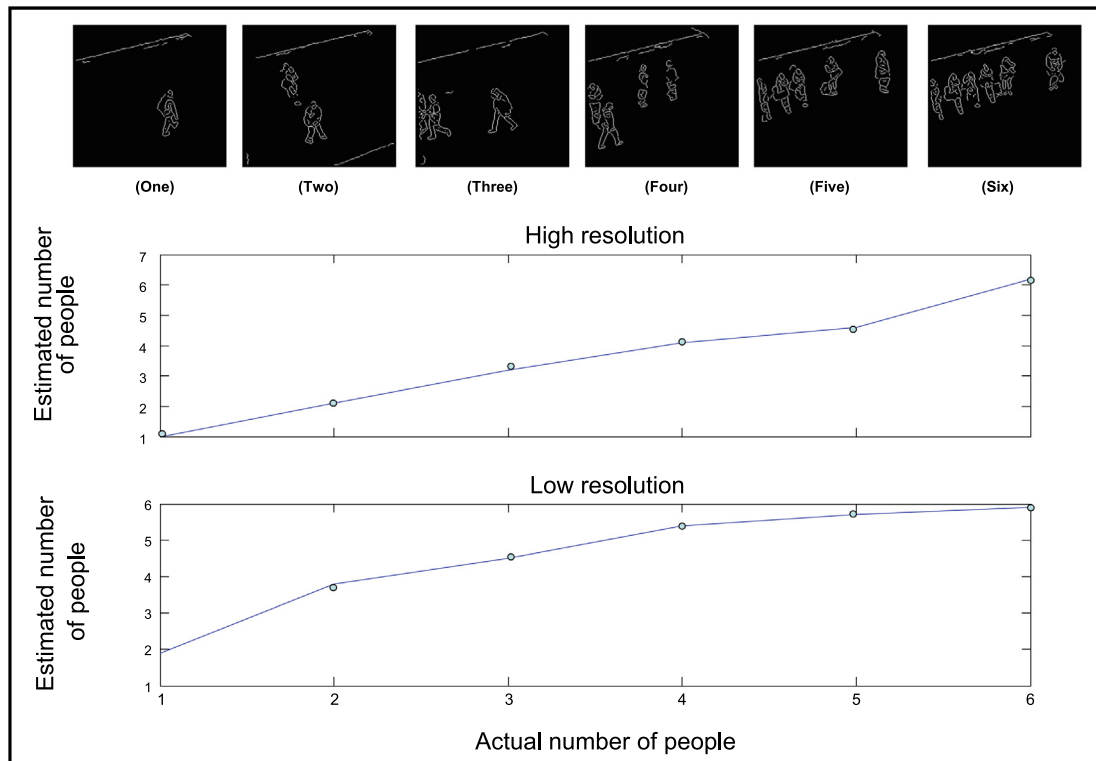 (One) (Two) (Three) (Four) (Five) (Six)
High resolution
7
6
5
4
3
2
1
Estimated number
of people
Low resolution
6
5
4
3
2
1
Estimated number
of people
1 2 3 4 5 6
Actual number of people